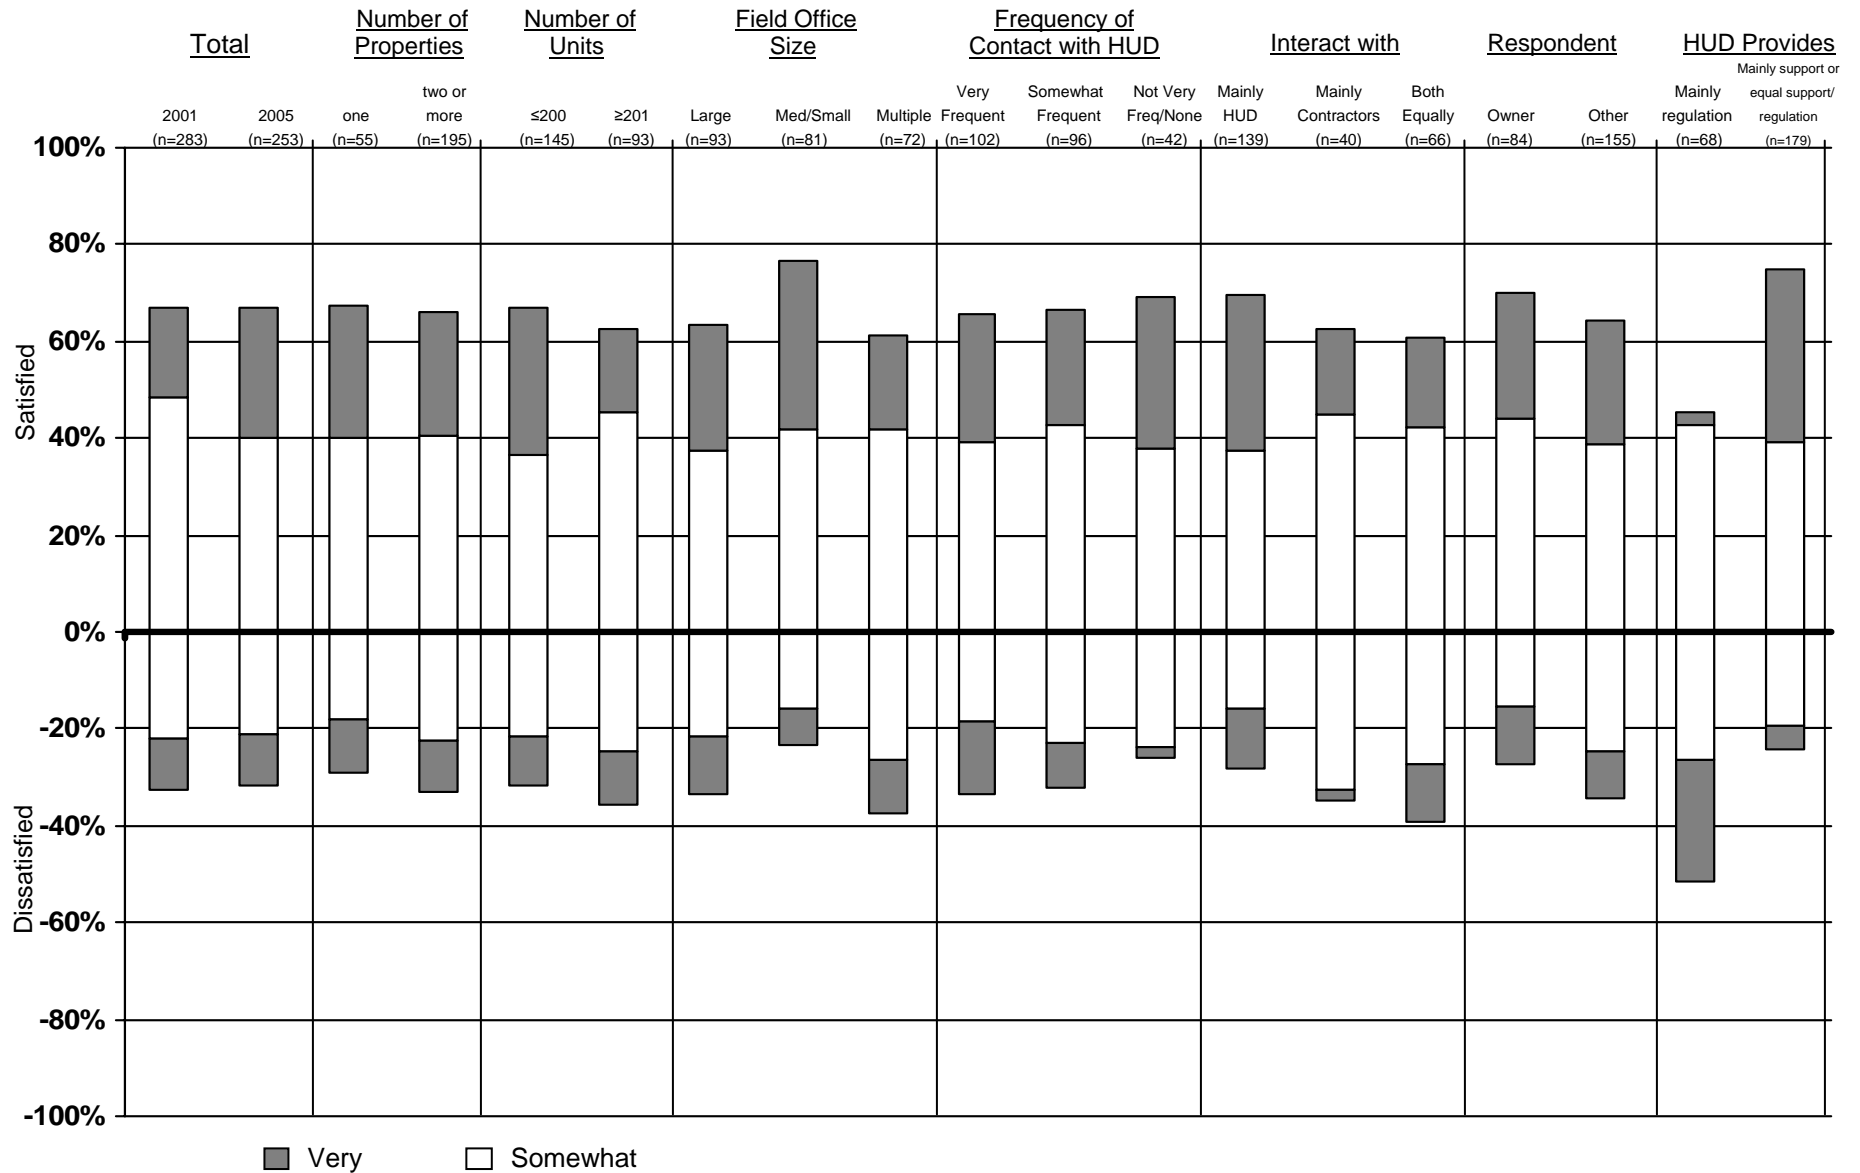 Total
Number of
Properties
Number of
Units
Field Office
Size
Frequency of
Contact with HUD
Interact with
Respondent
HUD Provides
2001
(n=283)
2005
(n=253)
one
(n=55)
two or
more
(n=195)
≤200
(n=145)
≥201
(n=93)
Large
(n=93)
Med/Small
(n=81)
Multiple
(n=72)
Very
Frequent
(n=102)
Somewhat
Frequent
(n=96)
Not Very
Freq/None
(n=42)
Mainly
HUD
(n=139)
Mainly
Contractors
(n=40)
Both
Equally
(n=66)
Owner
(n=84)
Other
(n=155)
Mainly
regulation
(n=68)
Mainly support or
equal support/
regulation
(n=179)
100%
80%
60%
40%
20%
0%
-20%
-40%
-60%
-80%
-100%
Satisfied
Dissatisfied
Very
Somewhat